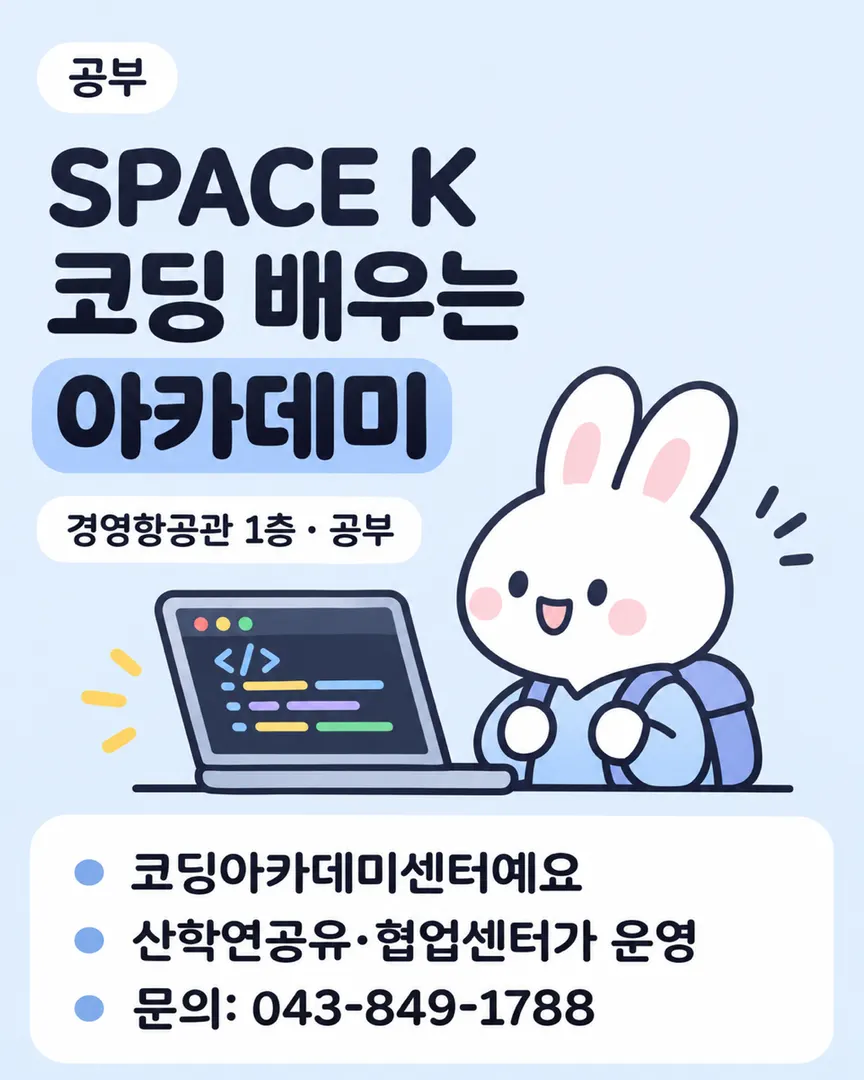 공부
SPACE K
코딩 배우는
아카데미
경영항공관 1층 · 공부
</>
코딩아카데미센터예요
산학연공유·협업센터가 운영
문의: 043-849-1788